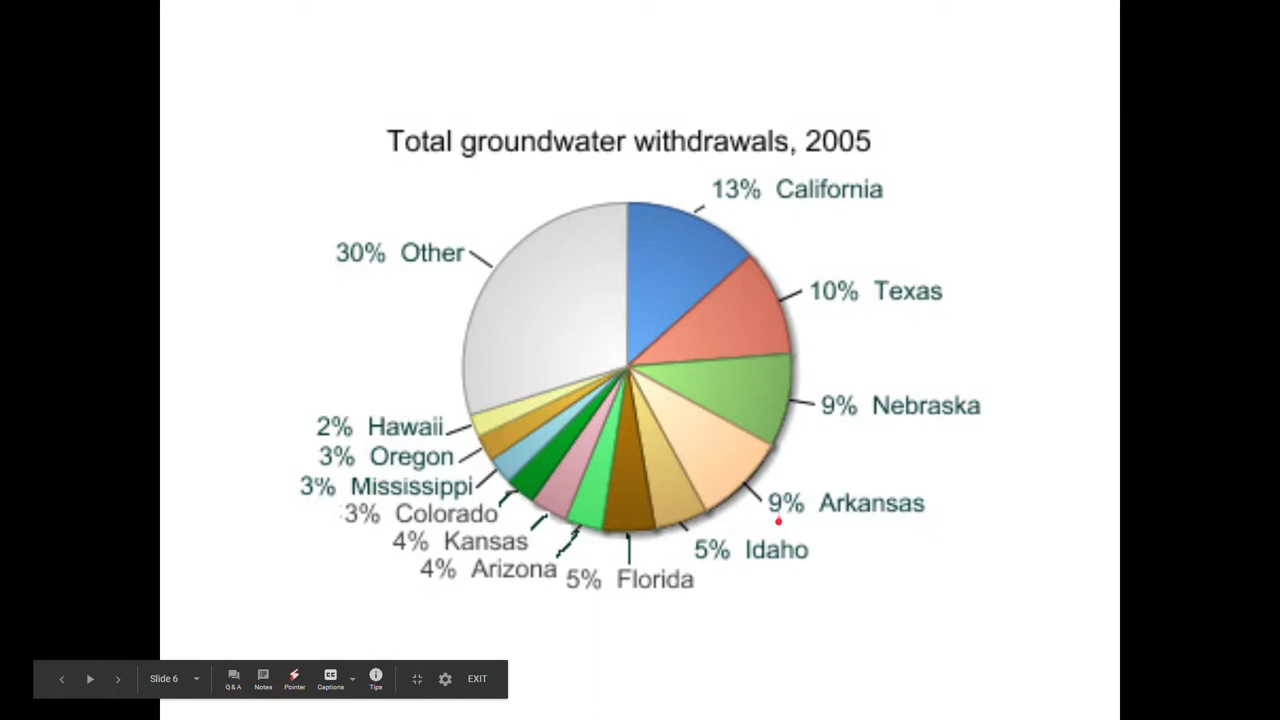 Total groundwater withdrawals, 2005
13% California
30% Other
10% Texas
9% Nebraska
2% Hawaii
3% Oregon
3% Mississippi
9% Arkansas
3% Colorado
4% Kansas
5% Idaho
4% Arizona
5% Florida
Slide 6
Q&A
Notes
Pointer
CC
Captions
Tips
EXIT